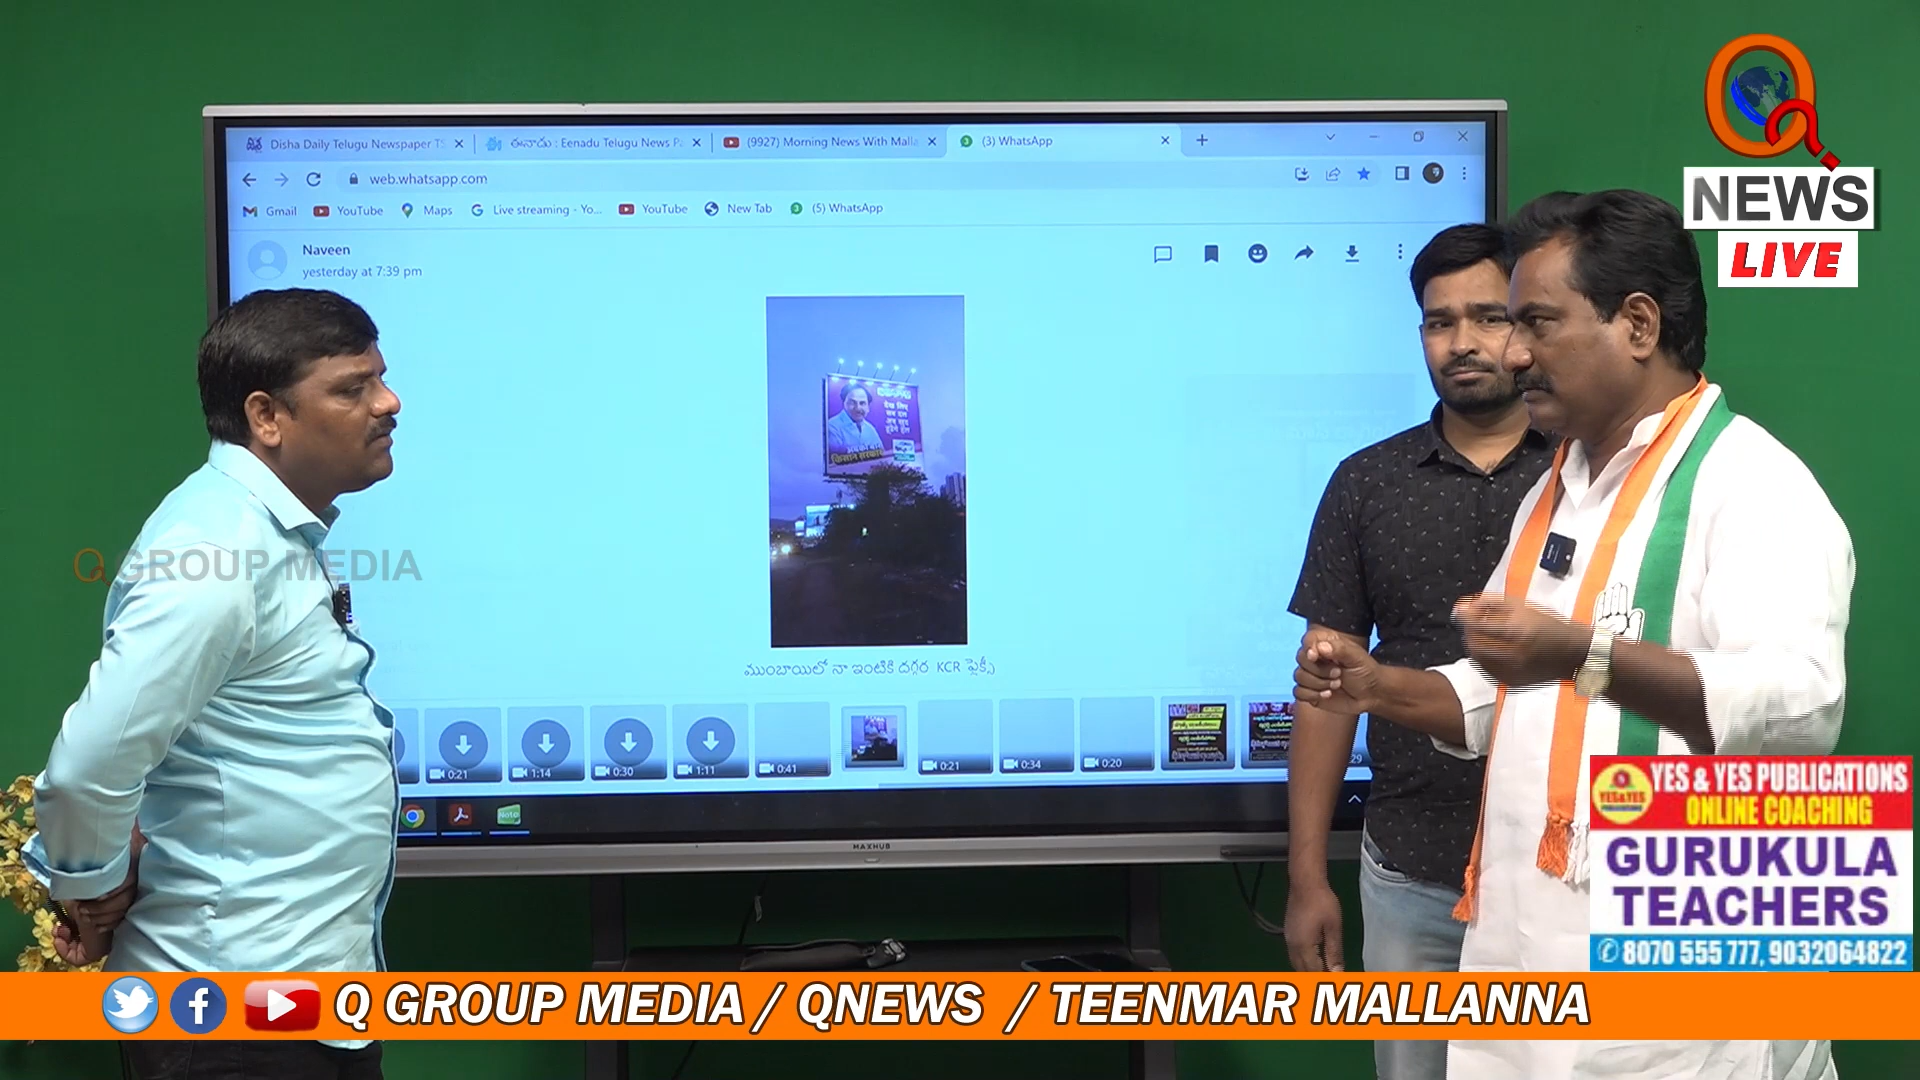 Disha Daily Telugu Newspaper TS
ఈనాడు : Eenadu Telugu News Pa
(9927) Morning News With Malla
(3) WhatsApp
web.whatsapp.com
Gmail
YouTube
Maps
Live streaming - Yo...
YouTube
New Tab
(5) WhatsApp
Naveen
yesterday at 7:39 pm
किसान सरकार
ముంబాయిలో నా ఇంటికి దగ్గర KCR ఫ్లెక్సీ
0:21
1:14
0:30
1:11
0:41
0:21
0:34
0:20
29
Note
MAXHUB
Q GROUP MEDIA
Q
NEWS
LIVE
YES & YES PUBLICATIONS
ONLINE COACHING
GURUKULA
TEACHERS
8070 555 777, 9032064822
Q GROUP MEDIA / QNEWS / TEENMAR MALLANNA